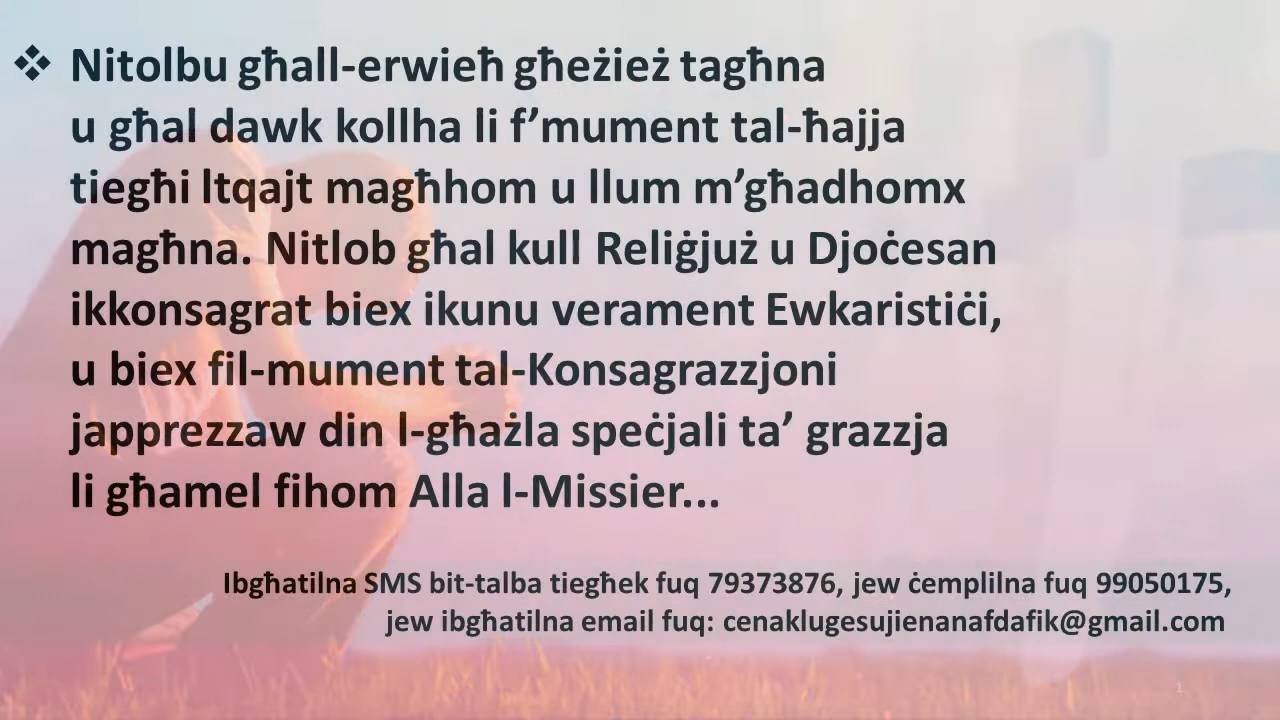 ❖ Nitolbu għall-erwieħ għeżież tagħna
u għal dawk kollha li f’mument tal-ħajja
tiegħi ltqajt magħhom u llum m’għadhomx
magħna. Nitlob għal kull Reliġjuż u Djoċesan
ikkonsagrat biex ikunu verament Ewkaristiċi,
u biex fil-mument tal-Konsagrazzjoni
japprezzaw din l-għażla speċjali ta’ grazzja
li għamel fihom Alla l-Missier...
Ibgħatilna SMS bit-talba tiegħek fuq 79373876, jew ċemplilna fuq 99050175,
jew ibgħatilna email fuq: cenaklugesujienanafdafik@gmail.com
1